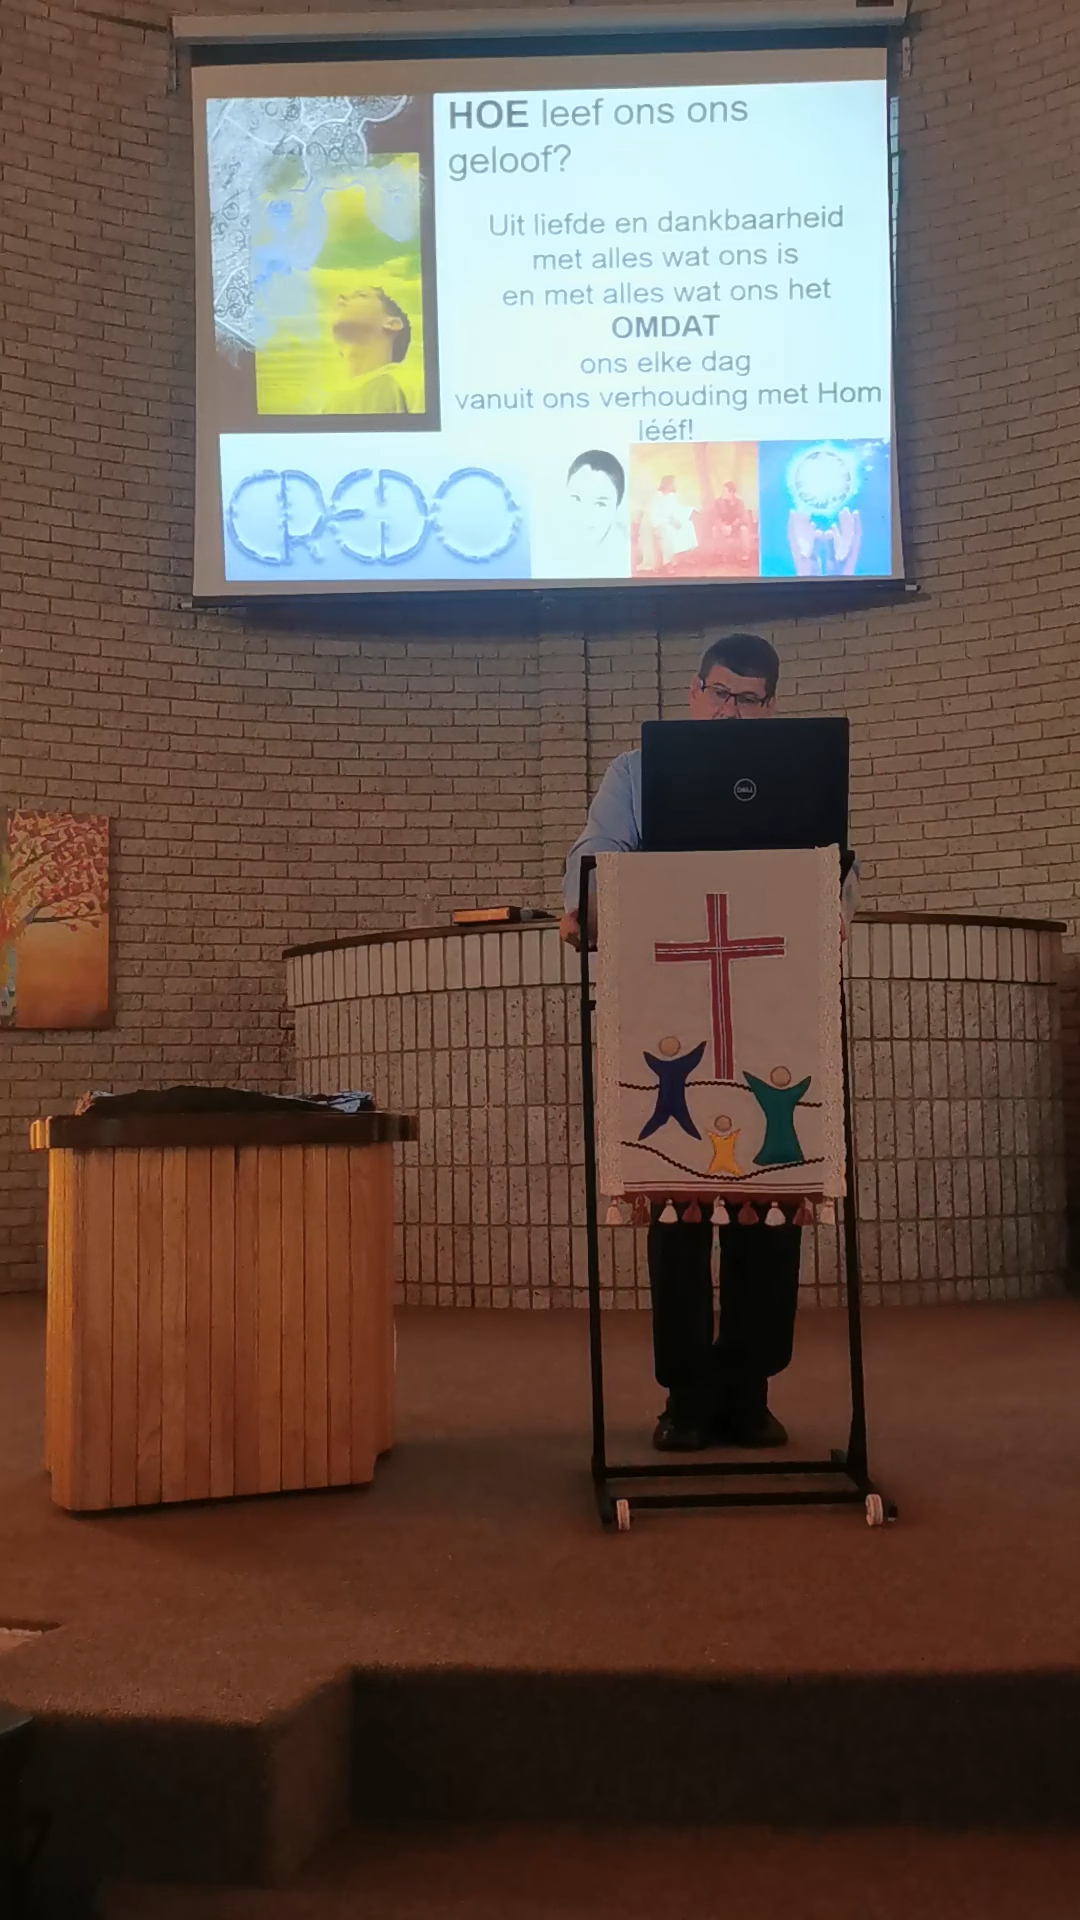 HOE leef ons ons
geloof?
Uit liefde en dankbaarheid
met alles wat ons is
en met alles wat ons het
OMDAT
ons elke dag
vanuit ons verhouding met Hom
lééf!
CREDO
DELL